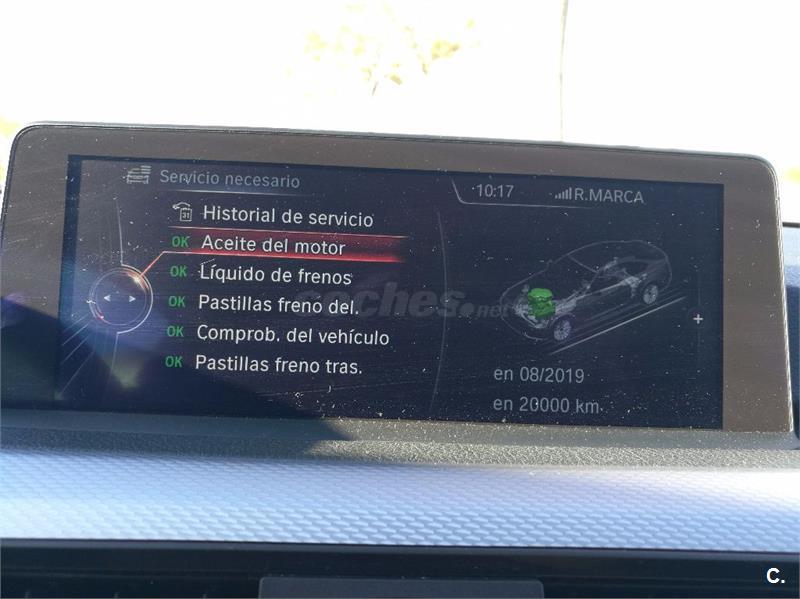 Servicio necesario
10:17
R.MARCA
31
Historial de servicio
OK Aceite del motor
OK Líquido de frenos
OK Pastillas freno del.
OK Comprob. del vehículo
OK Pastillas freno tras.
coches.net
en 08/2019
en 20000 km
C.